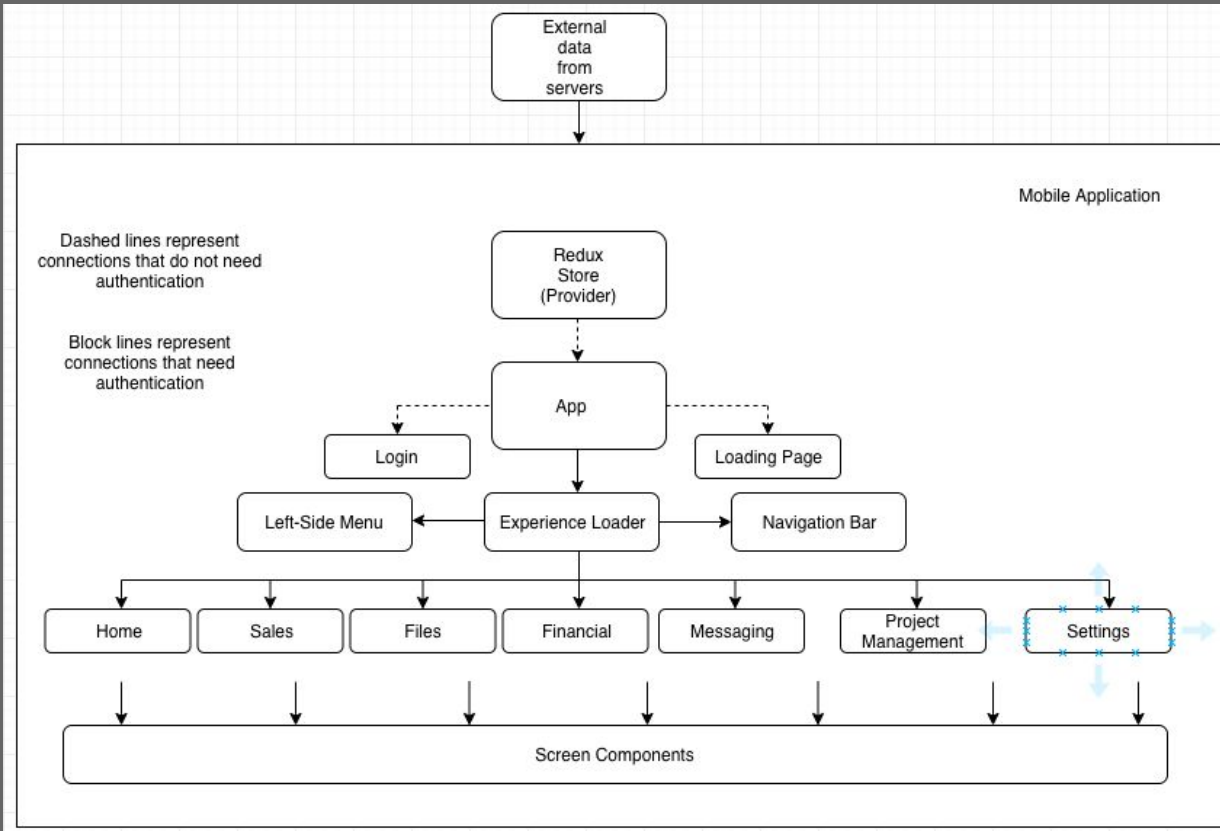 External
data
from
servers
Mobile Application
Dashed lines represent
connections that do not need
authentication
Redux
Store
(Provider)
Block lines represent
connections that need
authentication
App
Login
Loading Page
Left-Side Menu
Experience Loader
Navigation Bar
Home
Sales
Files
Financial
Messaging
Project
Management
Settings
Screen Components